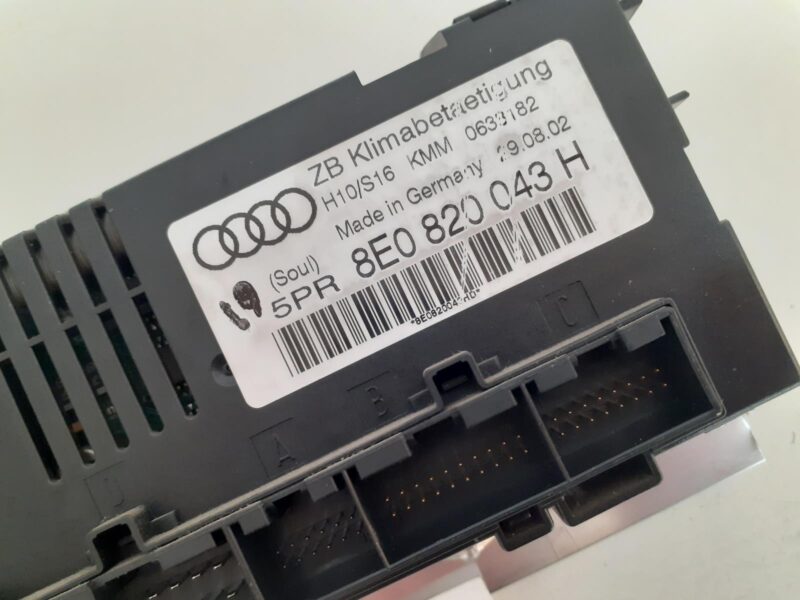 ZB Klimabetaetigung
H10/S16 KMM 0633182
Made in Germany 29.08.02
(Soul)
5PR 8E0 820 043 H
A
B
C